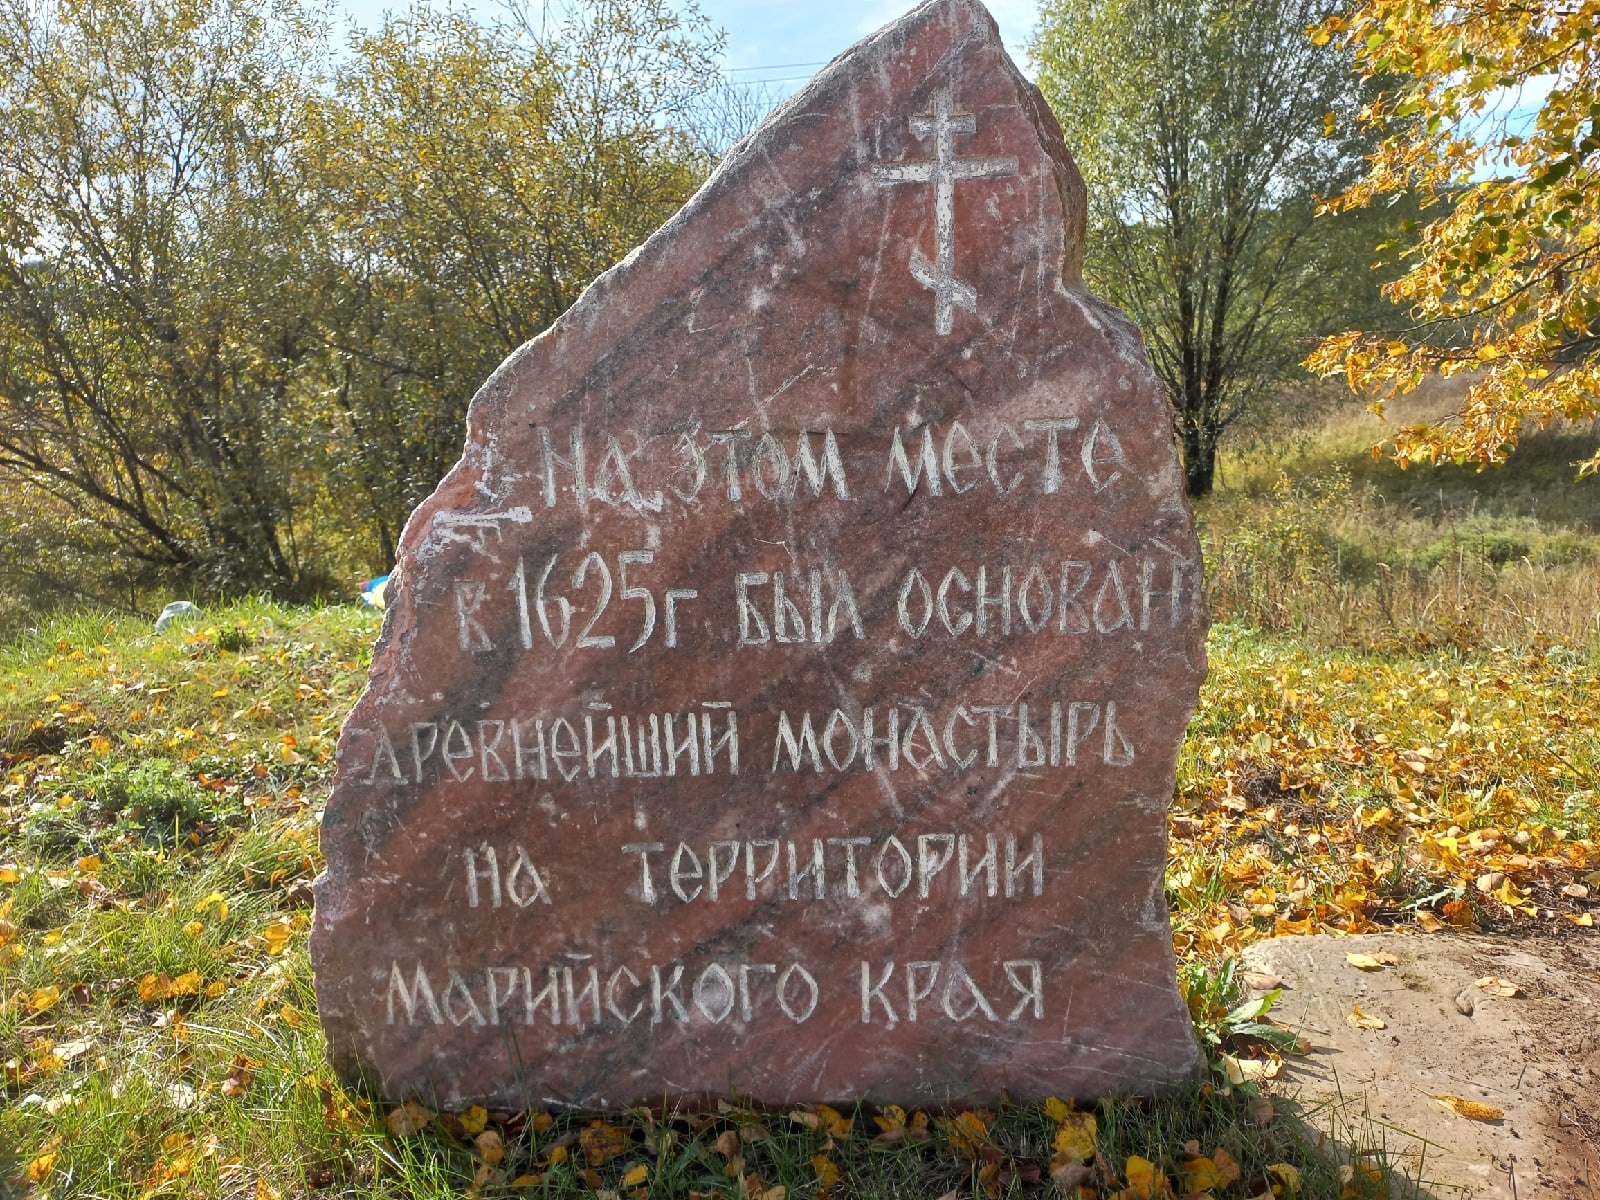 На этом месте
в 1625г был основан
древнейший монастырь
на территории
Марийского края